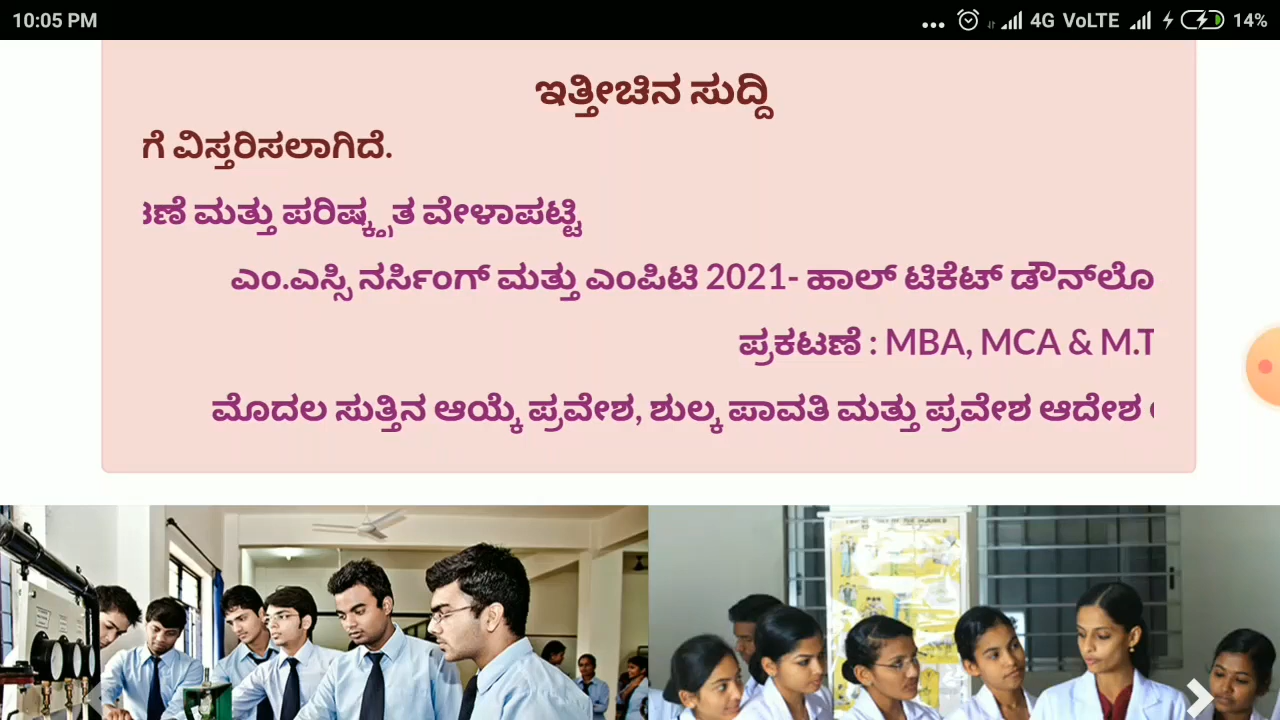 10:05 PM ... 4G VoLTE 14%
ಇತ್ತೀಚಿನ ಸುದ್ದಿ
ಗೆ ವಿಸ್ತರಿಸಲಾಗಿದೆ.
ಮತ್ತು ಪರಿಷ್ಕೃತ ವೇಳಾಪಟ್ಟಿ
ಎಂ.ಎಸ್ಸಿ ನರ್ಸಿಂಗ್ ಮತ್ತು ಎಂಪಿಟಿ 2021- ಹಾಲ್ ಟಿಕೆಟ್ ಡೌನ್‌ಲೊ
ಪ್ರಕಟಣೆ : MBA, MCA & M.T
ಮೊದಲ ಸುತ್ತಿನ ಆಯ್ಕೆ ಪ್ರವೇಶ, ಶುಲ್ಕ ಪಾವತಿ ಮತ್ತು ಪ್ರವೇಶ ಆದೇಶ